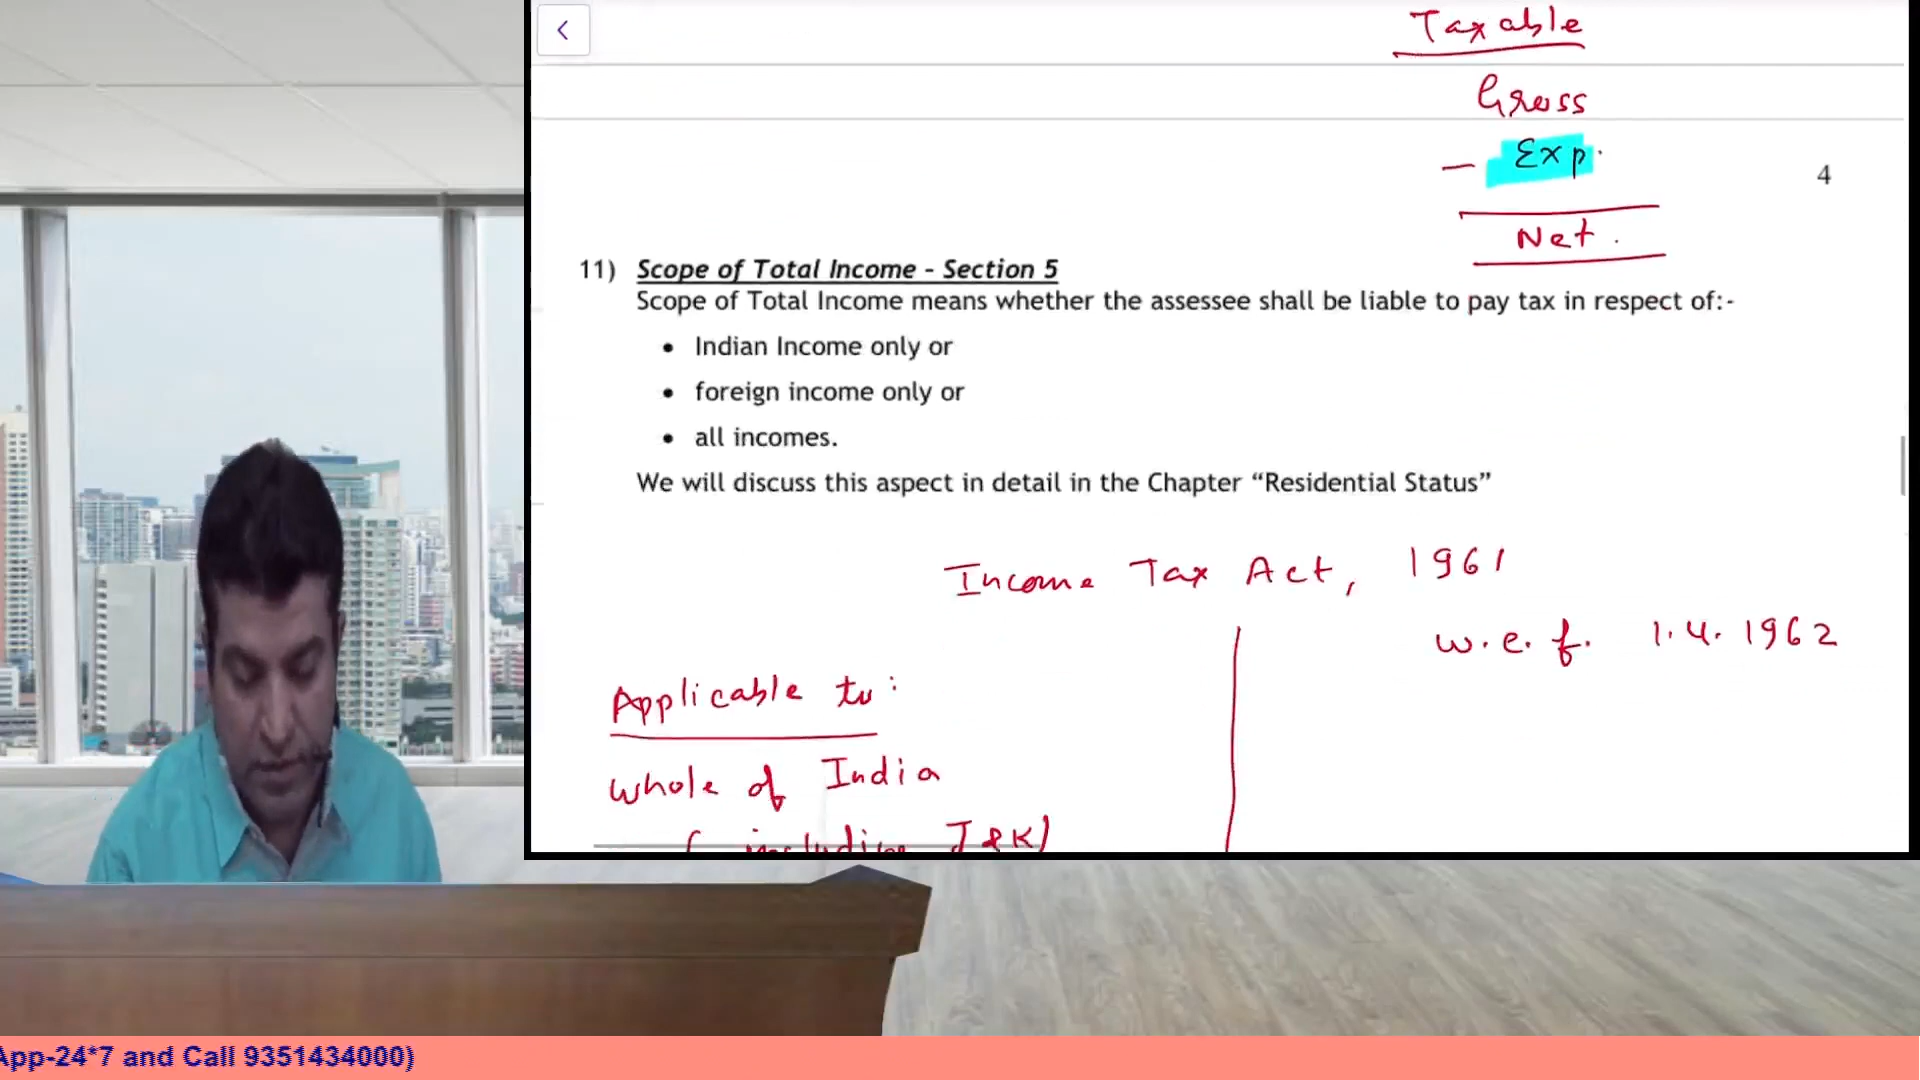 Taxable
Gross
- Exp.
Net.
4
11) Scope of Total Income - Section 5
Scope of Total Income means whether the assessee shall be liable to pay tax in respect of:-
• Indian Income only or
• foreign income only or
• all incomes.
We will discuss this aspect in detail in the Chapter “Residential Status”
Income Tax Act, 1961
w.e.f. 1.4.1962
Applicable to:
whole of India
( including J&K)
App-24*7 and Call 9351434000)